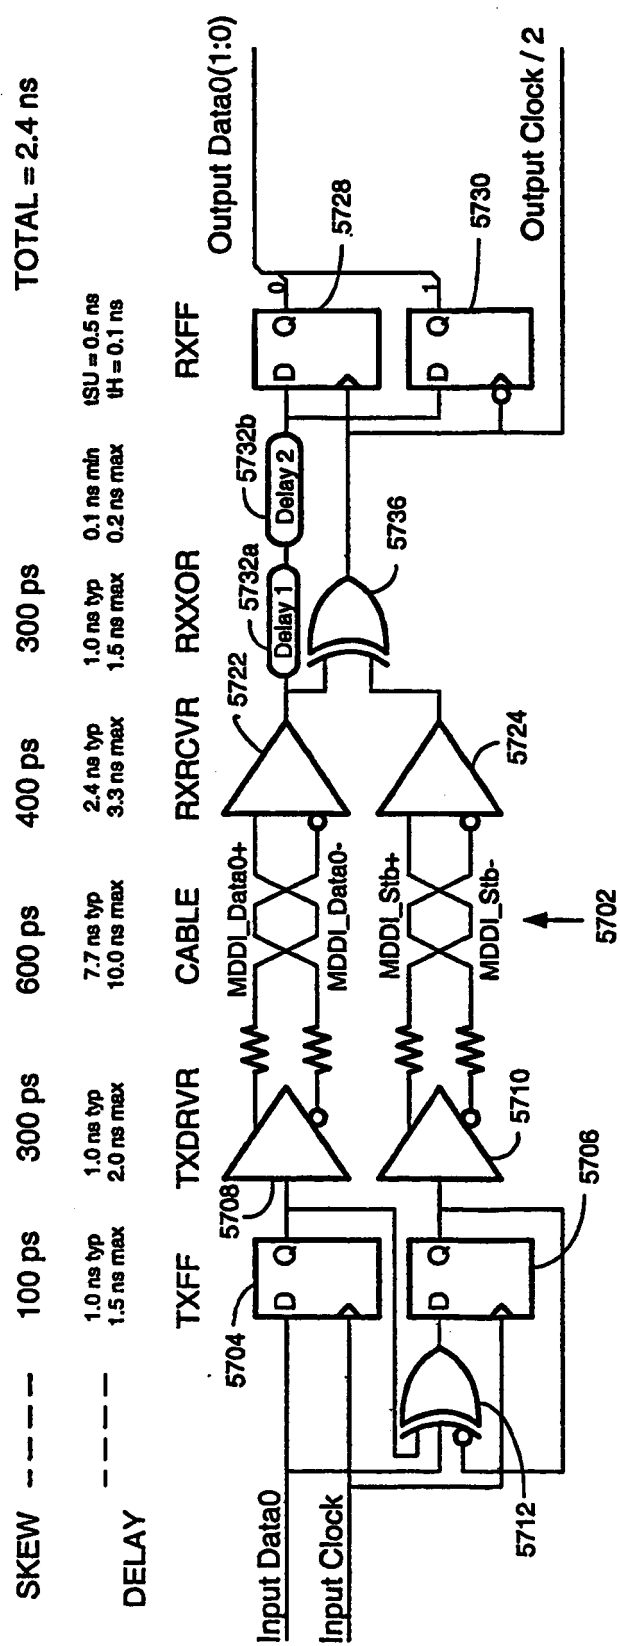 SKEW ---- 100 ps 300 ps 600 ps 400 ps 300 ps TOTAL = 2.4 ns
DELAY ---- 1.0 ns typ 1.0 ns typ 7.7 ns typ 2.4 ns typ 1.0 ns typ 0.1 ns min tSU = 0.5 ns
1.5 ns max 2.0 ns max 10.0 ns max 3.3 ns max 1.5 ns max 0.2 ns max tH = 0.1 ns
TXFF TXDRVR CABLE RXRCVR RXXOR RXFF
5704
5708
MDDI_Data0+
5722
5732a
5732b
Output Data0(1:0)
Input Data0
D Q
Delay 1
Delay 2
D Q
0
5728
Input Clock
MDDI_Data0-
5736
MDDI_Stb+
D Q
D Q
1
5730
MDDI_Stb-
5712
5706
5710
5724
Output Clock / 2
5702